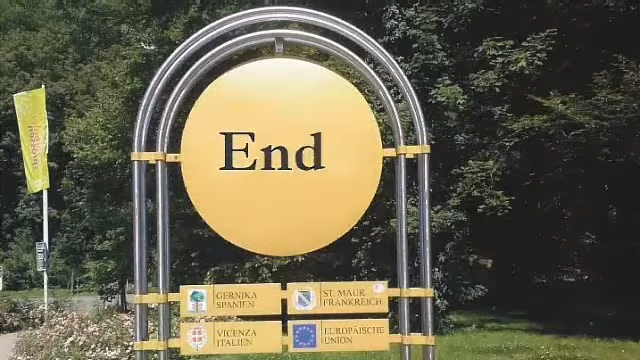 End
GERNIKA
SPANIEN
ST. MAUR
FRANKREICH
VICENZA
ITALIEN
EUROPÄISCHE
UNION